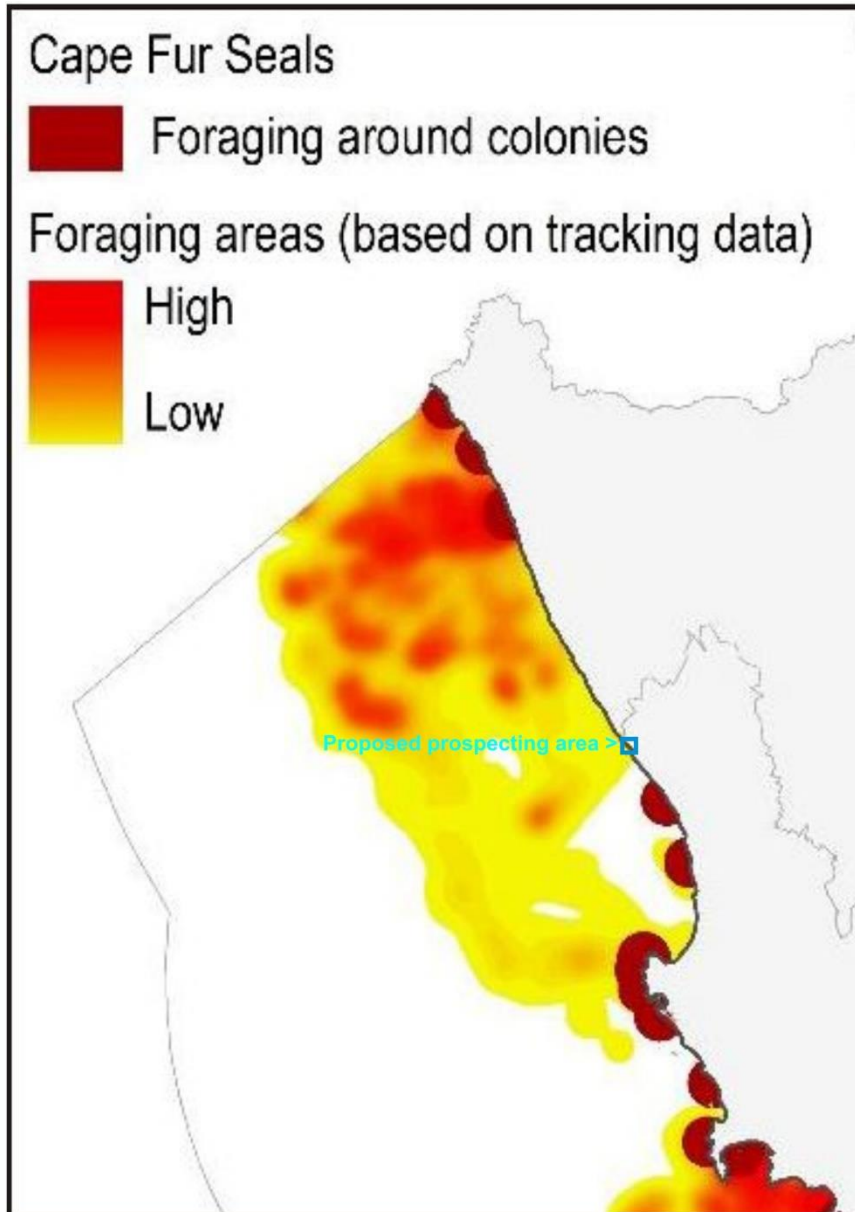 Cape Fur Seals
Foraging around colonies
Foraging areas (based on tracking data)
High
Low
Proposed prospecting area >